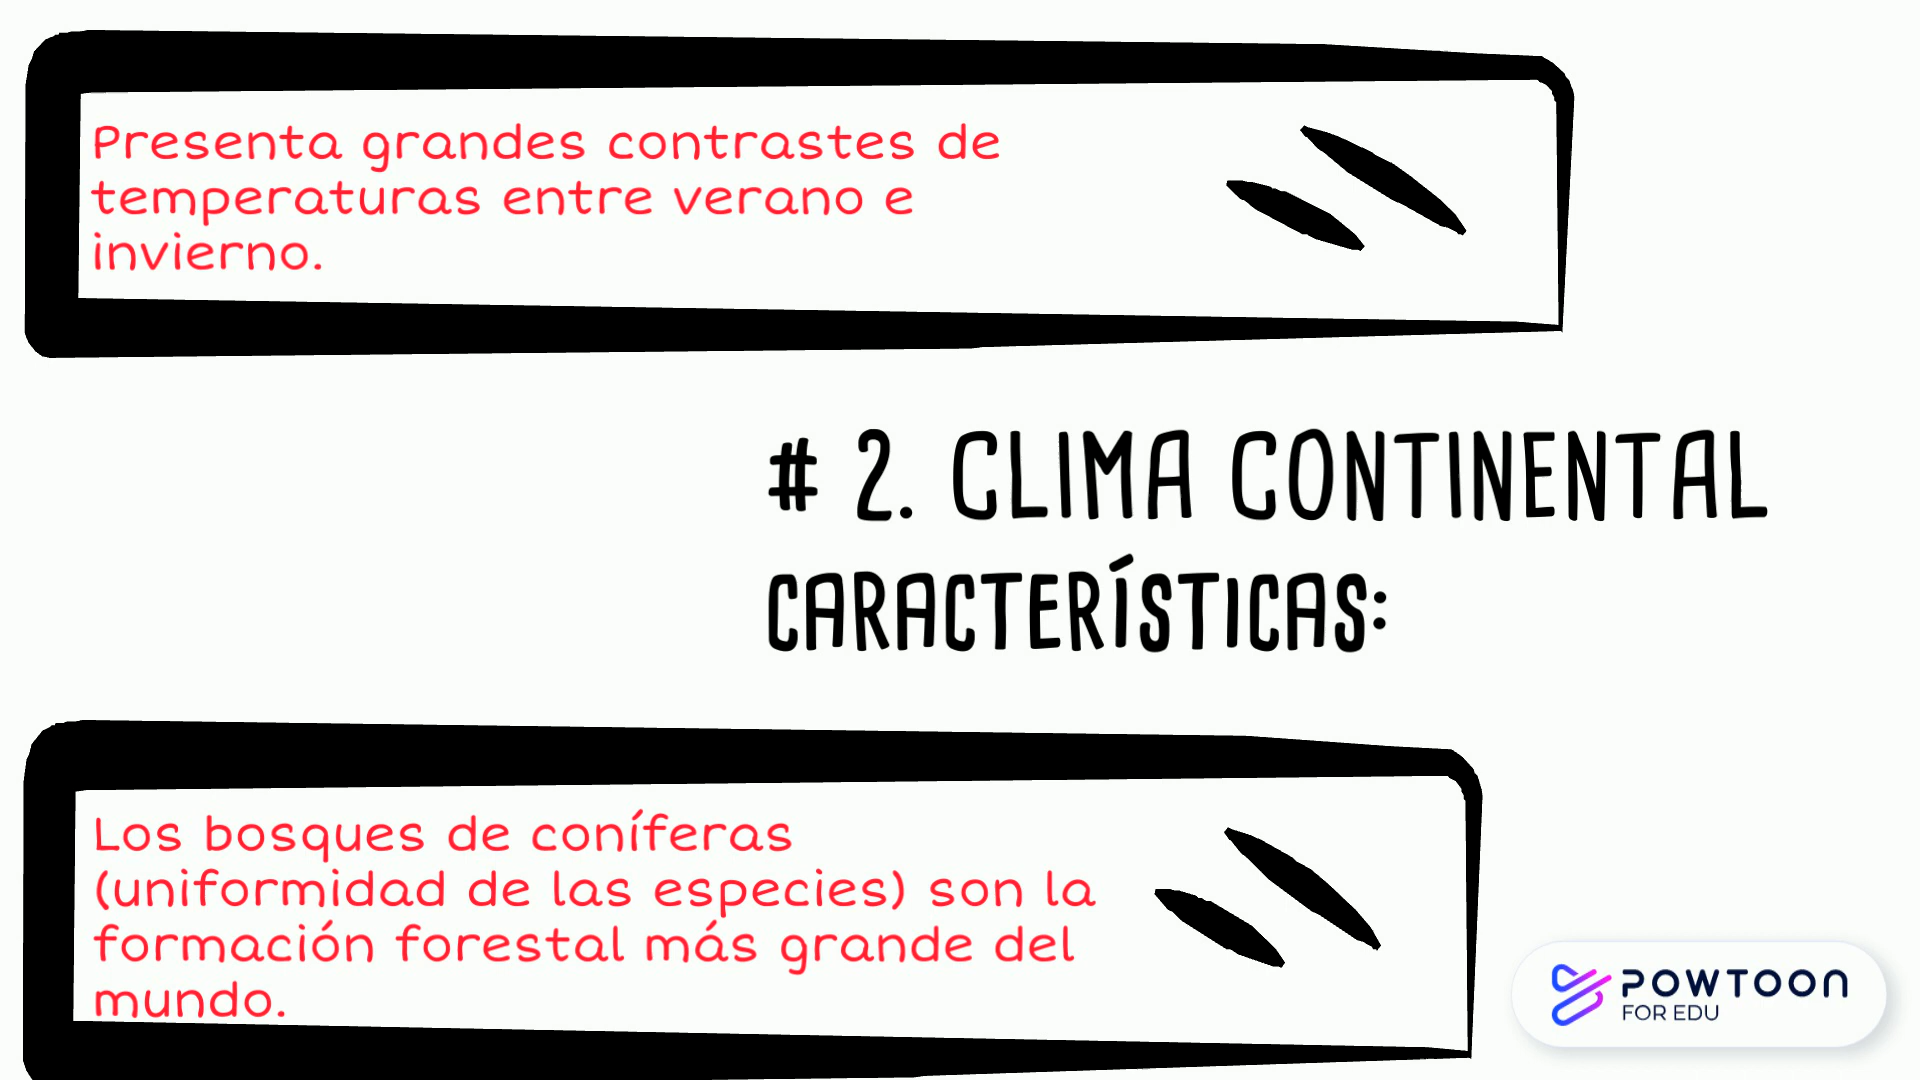 Presenta grandes contrastes de
temperaturas entre verano e
invierno.
# 2. CLIMA CONTINENTAL
CARACTERÍSTICAS:
Los bosques de coníferas
(uniformidad de las especies) son la
formación forestal más grande del
mundo.
POWTOON
FOR EDU